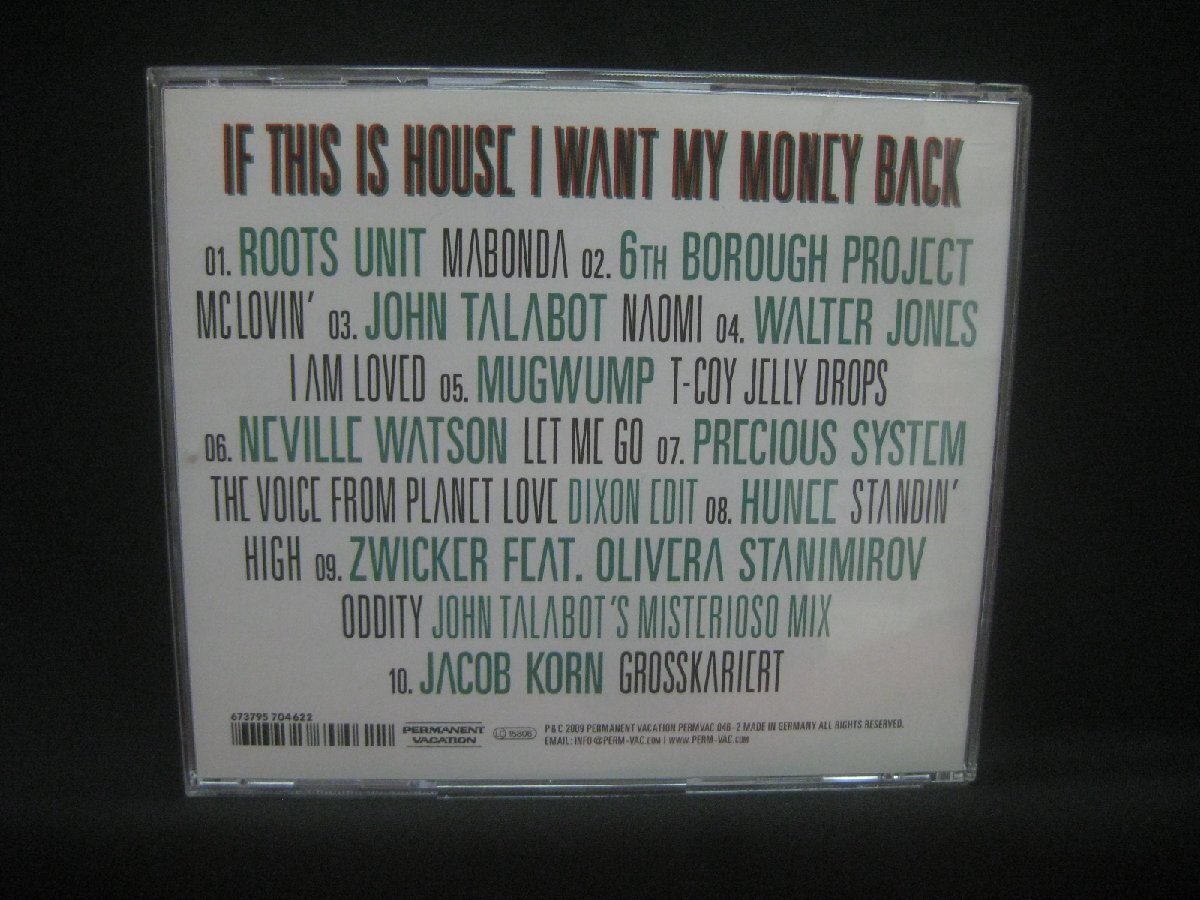 IF THIS IS HOUSE I WANT MY MONEY BACK
01. ROOTS UNIT MABONDA 02. 6TH BOROUGH PROJECT
MCLOVIN' 03. JOHN TALABOT NAOMI 04. WALTER JONES
I AM LOVED 05. MUGWUMP T-COY JELLY DROPS
06. NEVILLE WATSON LET ME GO 07. PRECIOUS SYSTEM
THE VOICE FROM PLANET LOVE DIXON EDIT 08. HUNEE STANDIN'
HIGH 09. ZWICKER FEAT. OLIVERA STANIMIROV
ODDITY JOHN TALABOT'S MISTERIOSO MIX
10. JACOB KORN GROSSKARIERT
673795 704622
PERMANENT
VACATION
LC 15806
P & C 2009 PERMANENT VACATION PERMVAC 046-2 MADE IN GERMANY ALL RIGHTS RESERVED.
EMAIL: INFO@PERM-VAC.COM | WWW.PERM-VAC.COM